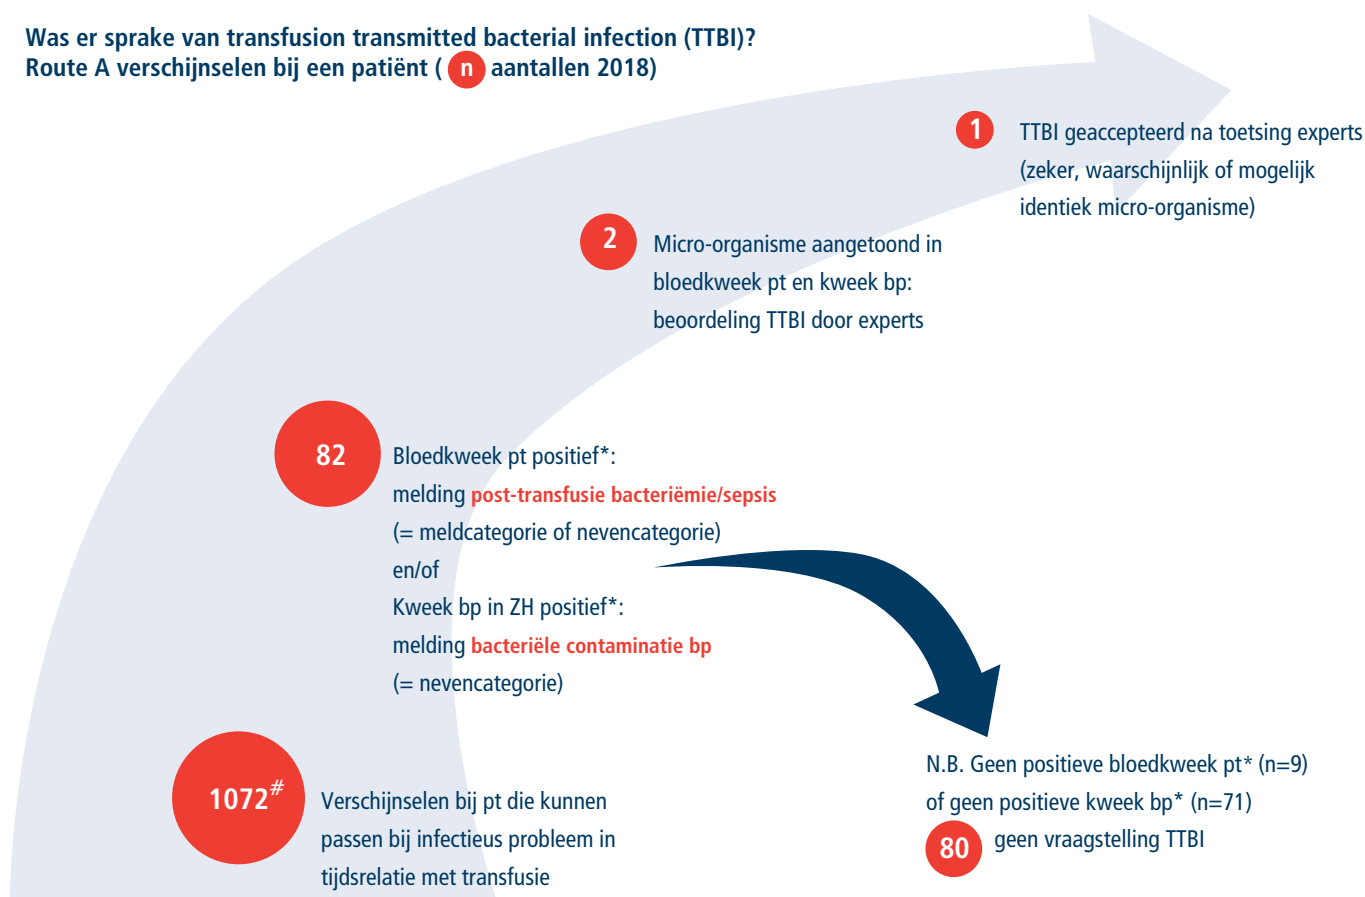 Was er sprake van transfusion transmitted bacterial infection (TTBI)?
Route A verschijnselen bij een patiënt ( n aantallen 2018)
1
TTBI geaccepteerd na toetsing experts
(zeker, waarschijnlijk of mogelijk
identiek micro-organisme)
2
Micro-organisme aangetoond in
bloedkweek pt en kweek bp:
beoordeling TTBI door experts
82
Bloedkweek pt positief*:
melding post-transfusie bacteriëmie/sepsis
(= meldcategorie of nevencategorie)
en/of
Kweek bp in ZH positief*:
melding bacteriële contaminatie bp
(= nevencategorie)
1072#
Verschijnselen bij pt die kunnen
passen bij infectieus probleem in
tijdsrelatie met transfusie
N.B. Geen positieve bloedkweek pt* (n=9)
of geen positieve kweek bp* (n=71)
80 geen vraagstelling TTBI